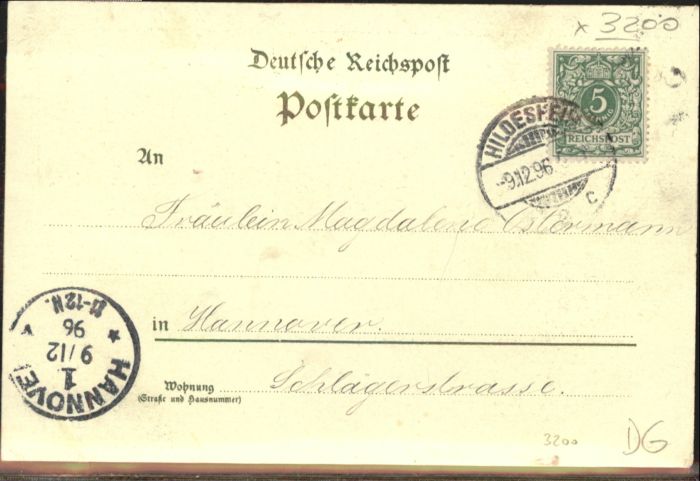 x 3200
Deutsche Reichspost
Postkarte
5
REICHSPOST
HILDESHEIM
-9.12.96.
c
An
Fräulein Magdalene Ostermann
in Hannover.
Wohnung
(Straße und Hausnummer)
Schlägerstrasse.
HANNOVER
1
9/12
96
11-12N.
3200
DG